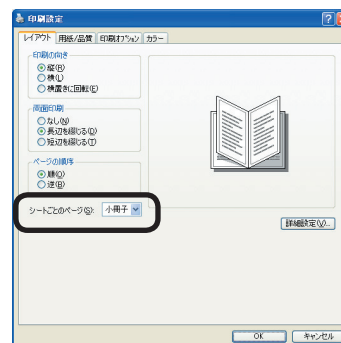 印刷設定
レイアウト 用紙/品質 印刷オプション カラー
印刷の向き
縦(R)
横(L)
横置きに回転(E)
両面印刷
なし(N)
長辺を綴じる(D)
短辺を綴じる(T)
ページの順序
順(O)
逆(B)
シートごとのページ(S): 小冊子
詳細設定(V)...
OK キャンセル